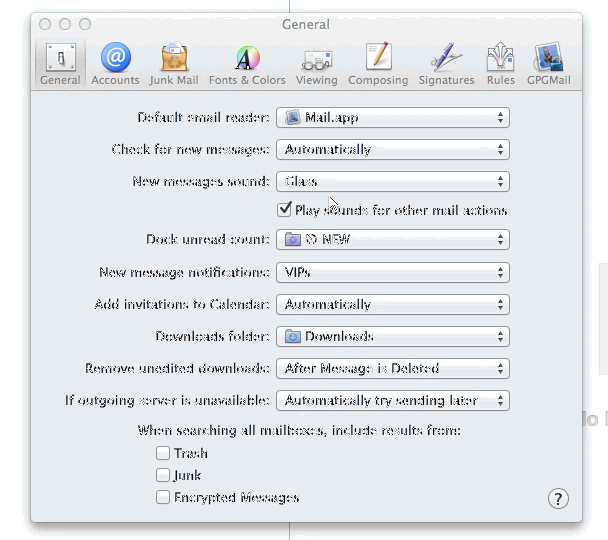 General
General Accounts Junk Mail Fonts & Colors Viewing Composing Signatures Rules GPGMail
Default email reader: Mail.app
Check for new messages: Automatically
New messages sound: Glass
Play sounds for other mail actions
Dock unread count: NEW
New message notifications: VIPs
Add invitations to Calendar: Automatically
Downloads folder: Downloads
Remove unedited downloads: After Message is Deleted
If outgoing server is unavailable: Automatically try sending later
When searching all mailboxes, include results from:
Trash
Junk
Encrypted Messages
?